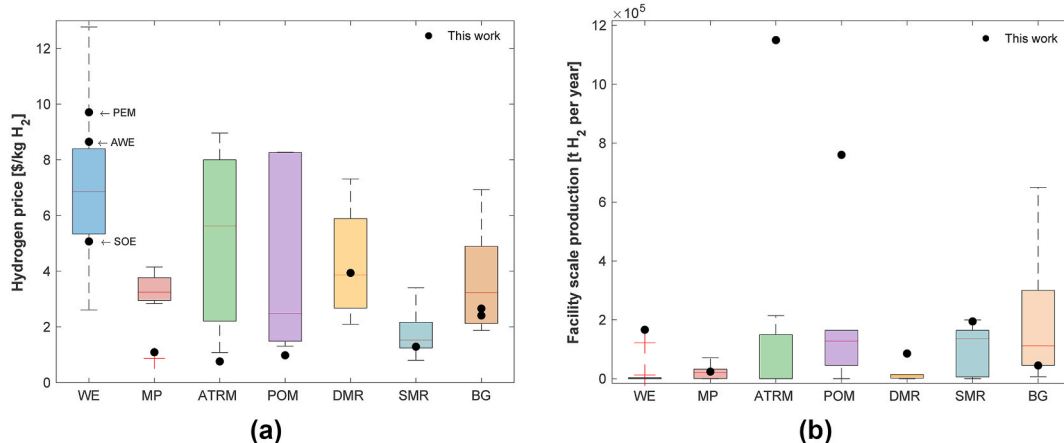 This work
Hydrogen price [$/kg H2]
12
10
8
6
4
2
0
← PEM
← AWE
← SOE
WE MP ATRM POM DMR SMR BG
(a)
×10^5
This work
Facility scale production [t H2 per year]
12
10
8
6
4
2
0
WE MP ATRM POM DMR SMR BG
(b)